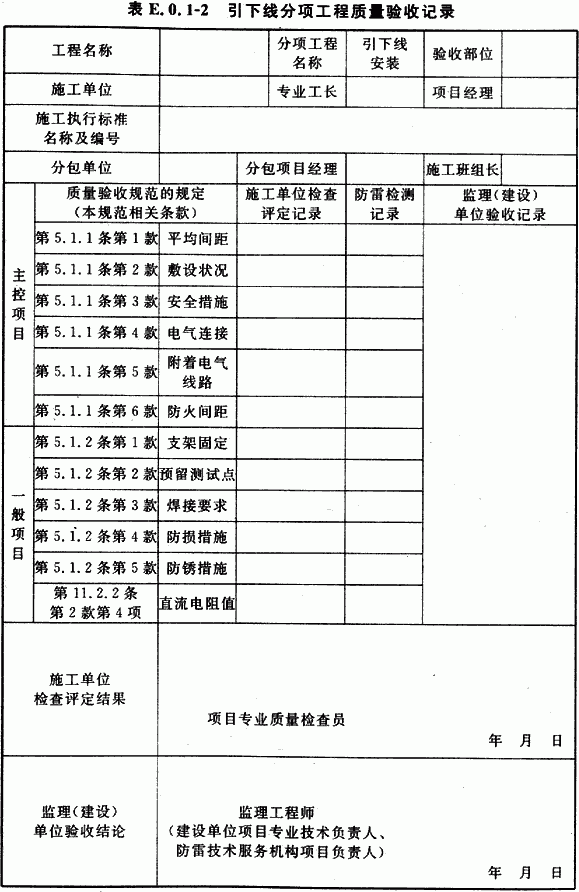 表 E.0.1-2 引下线分项工程质量验收记录
工程名称 分项工程名称 引下线安装 验收部位
施工单位 专业工长 项目经理
施工执行标准
名称及编号
分包单位 分包项目经理 施工班组长
质量验收规范的规定 施工单位检查 防雷检测 监理(建设)
(本规范相关条款) 评定记录 记录 单位验收记录
主控项目
第 5.1.1 条第 1 款 平均间距
第 5.1.1 条第 2 款 敷设状况
第 5.1.1 条第 3 款 安全措施
第 5.1.1 条第 4 款 电气连接
第 5.1.1 条第 5 款 附着电气线路
第 5.1.1 条第 6 款 防火间距
一般项目
第 5.1.2 条第 1 款 支架固定
第 5.1.2 条第 2 款 预留测试点
第 5.1.2 条第 3 款 焊接要求
第 5.1.2 条第 4 款 防损措施
第 5.1.2 条第 5 款 防锈措施
第 11.2.2 条
第 2 款第 4 项 直流电阻值
施工单位
检查评定结果
项目专业质量检查员
年 月 日
监理(建设)
单位验收结论
监理工程师
(建设单位项目专业技术负责人、
防雷技术服务机构项目负责人)
年 月 日